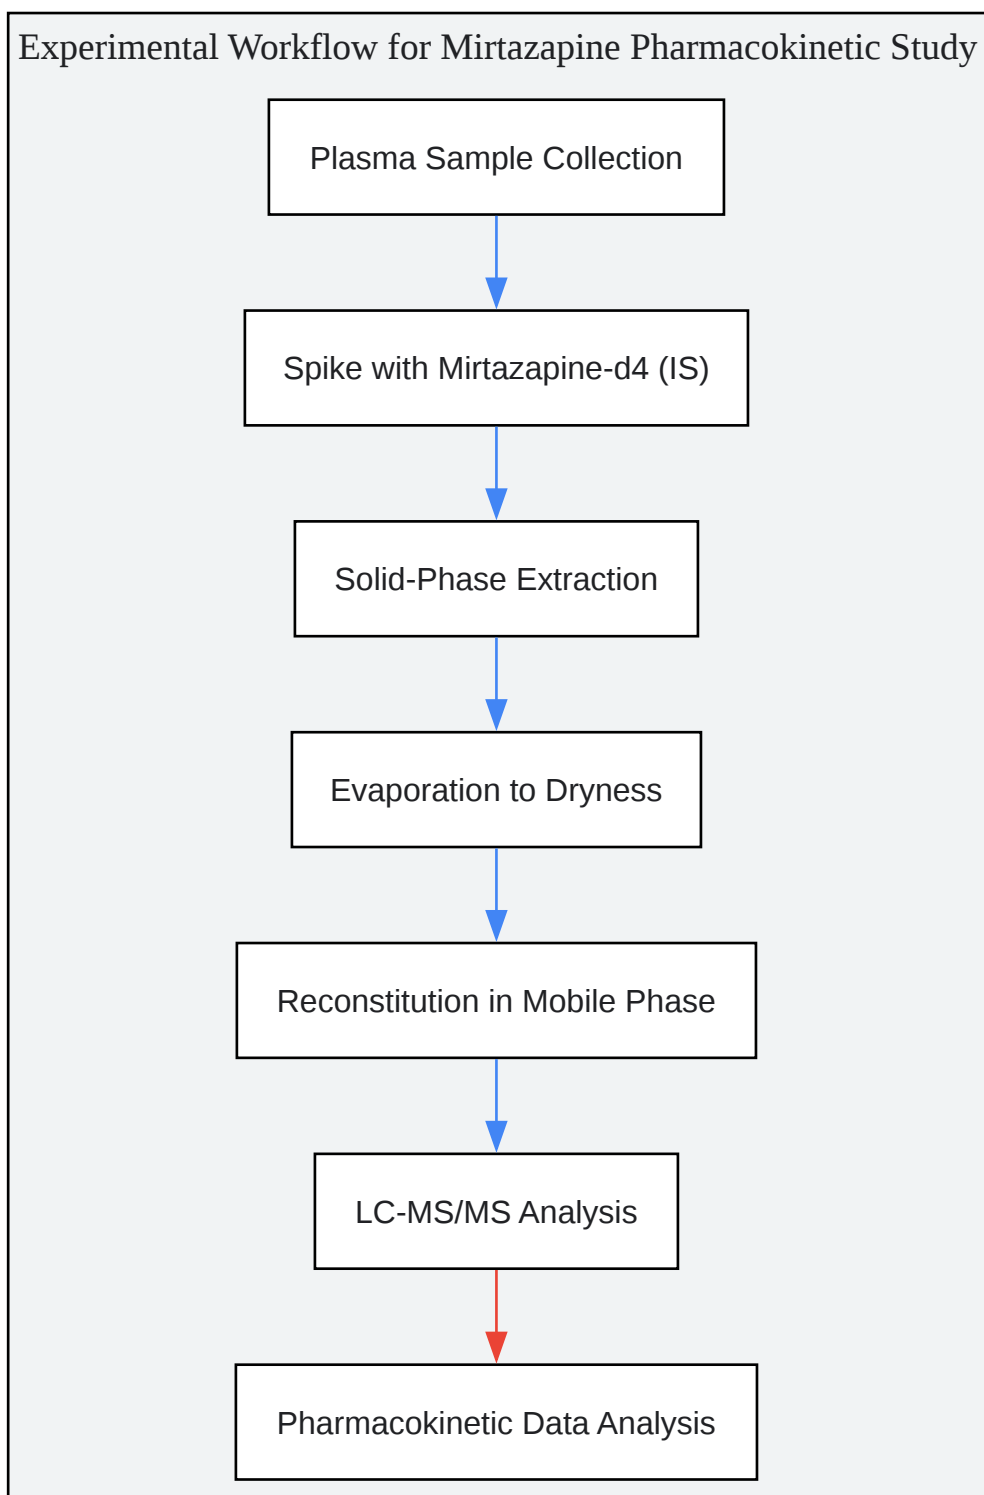 Experimental Workflow for Mirtazapine Pharmacokinetic Study
Plasma Sample Collection
Spike with Mirtazapine-d4 (IS)
Solid-Phase Extraction
Evaporation to Dryness
Reconstitution in Mobile Phase
LC-MS/MS Analysis
Pharmacokinetic Data Analysis